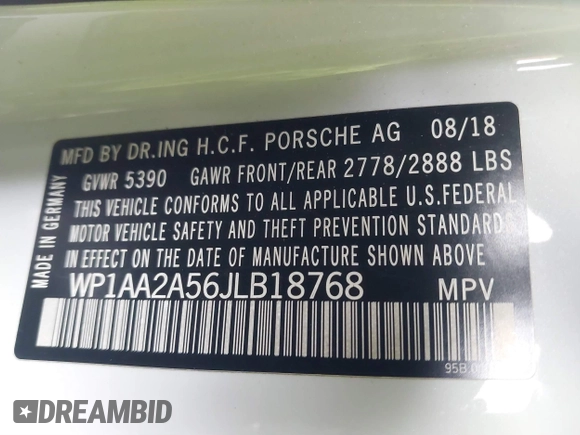 MFD BY DR.ING H.C.F. PORSCHE AG 08/18
GVWR 5390 GAWR FRONT/REAR 2778/2888 LBS
THIS VEHICLE CONFORMS TO ALL APPLICABLE U.S.FEDERAL
MOTOR VEHICLE SAFETY AND THEFT PREVENTION STANDARD
IN EFFECT ON THE DATE OF MANUFACTURE SHOWN ABOVE.
WP1AA2A56JLB18768 MPV
MADE IN GERMANY
DREAMBID